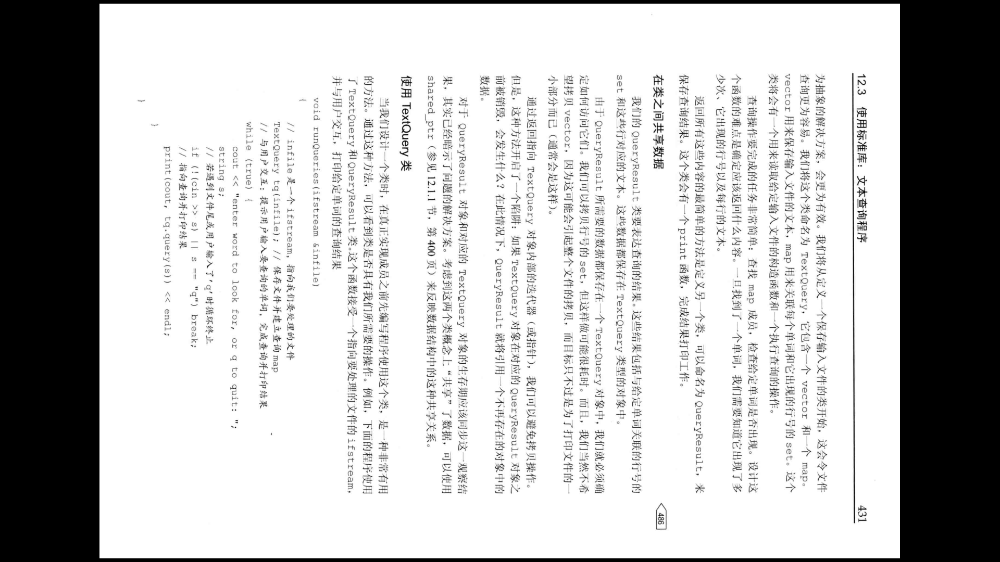 12.3 使用标准库：文本查询程序 431
为抽象的解决方案，会更为有效。我们将从定义一个保存输入文件的类开始，这会令文件
查询更为容易。我们将这个类命名为 TextQuery，它包含一个 vector 和一个 map。
vector 用来保存输入文件的文本，map 用来关联每个单词和它出现的行号的 set。这个
类将会有一个用来读取给定输入文件的构造函数和一个执行查询的操作。
查询操作要完成的任务非常简单：查找 map 成员，检查给定单词是否出现。设计这
个函数的难点是确定应该返回什么内容。一旦找到了一个单词，我们需要知道它出现了多
少次、它出现的行号以及每行的文本。
返回所有这些内容的最简单的方法是定义另一个类，可以命名为 QueryResult，来
保存查询结果。这个类会有一个 print 函数，完成结果打印工作。
在类之间共享数据 486
我们的 QueryResult 类要表达查询的结果。这些结果包括与给定单词关联的行号的
set 和这些行对应的文本。这些数据都保存在 TextQuery 类型的对象中。
由于 QueryResult 所需要的数据都保存在一个 TextQuery 对象中，我们就必须确
定如何访问它们。我们可以拷贝行号的 set，但这样做可能很耗时。而且，我们当然不希
望拷贝 vector，因为这可能会引起整个文件的拷贝，而目标只不过是为了打印文件的一
小部分而已（通常会是这样）。
通过返回指向 TextQuery 对象内部的迭代器（或指针），我们可以避免拷贝操作。
但是，这种方法开启了一个陷阱：如果 TextQuery 对象在对应的 QueryResult 对象之
前被销毁，会发生什么？在此情况下，QueryResult 就将引用一个不再存在的对象中的
数据。
对于 QueryResult 对象和对应的 TextQuery 对象的生存期应该同步这一观察结
果，其实已经暗示了问题的解决方案。考虑到这两个类概念上“共享”了数据，可以使用
shared_ptr（参见 12.1.1 节，第 400 页）来反映数据结构中的这种共享关系。
使用 TextQuery 类
当我们设计一个类时，在真正实现成员之前先编写程序使用这个类，是一种非常有用
的方法。通过这种方法，可以看到类是否具有我们所需要的操作。例如，下面的程序使用
了 TextQuery 和 QueryResult 类。这个函数接受一个指向要处理的文件的 ifstream，
并与用户交互，打印给定单词的查询结果
void runQueries(ifstream &infile)
{
// infile 是一个 ifstream，指向我们要处理的文件
TextQuery tq(infile); // 保存文件并建立查询 map
// 与用户交互：提示用户输入要查询的单词，完成查询并打印结果
while (true) {
cout << "enter word to look for, or q to quit: ";
string s;
// 若遇到文件尾或用户输入了'q'时循环终止
if (!(cin >> s) || s == "q") break;
// 指向查询并打印结果
print(cout, tq.query(s)) << endl;
}
}